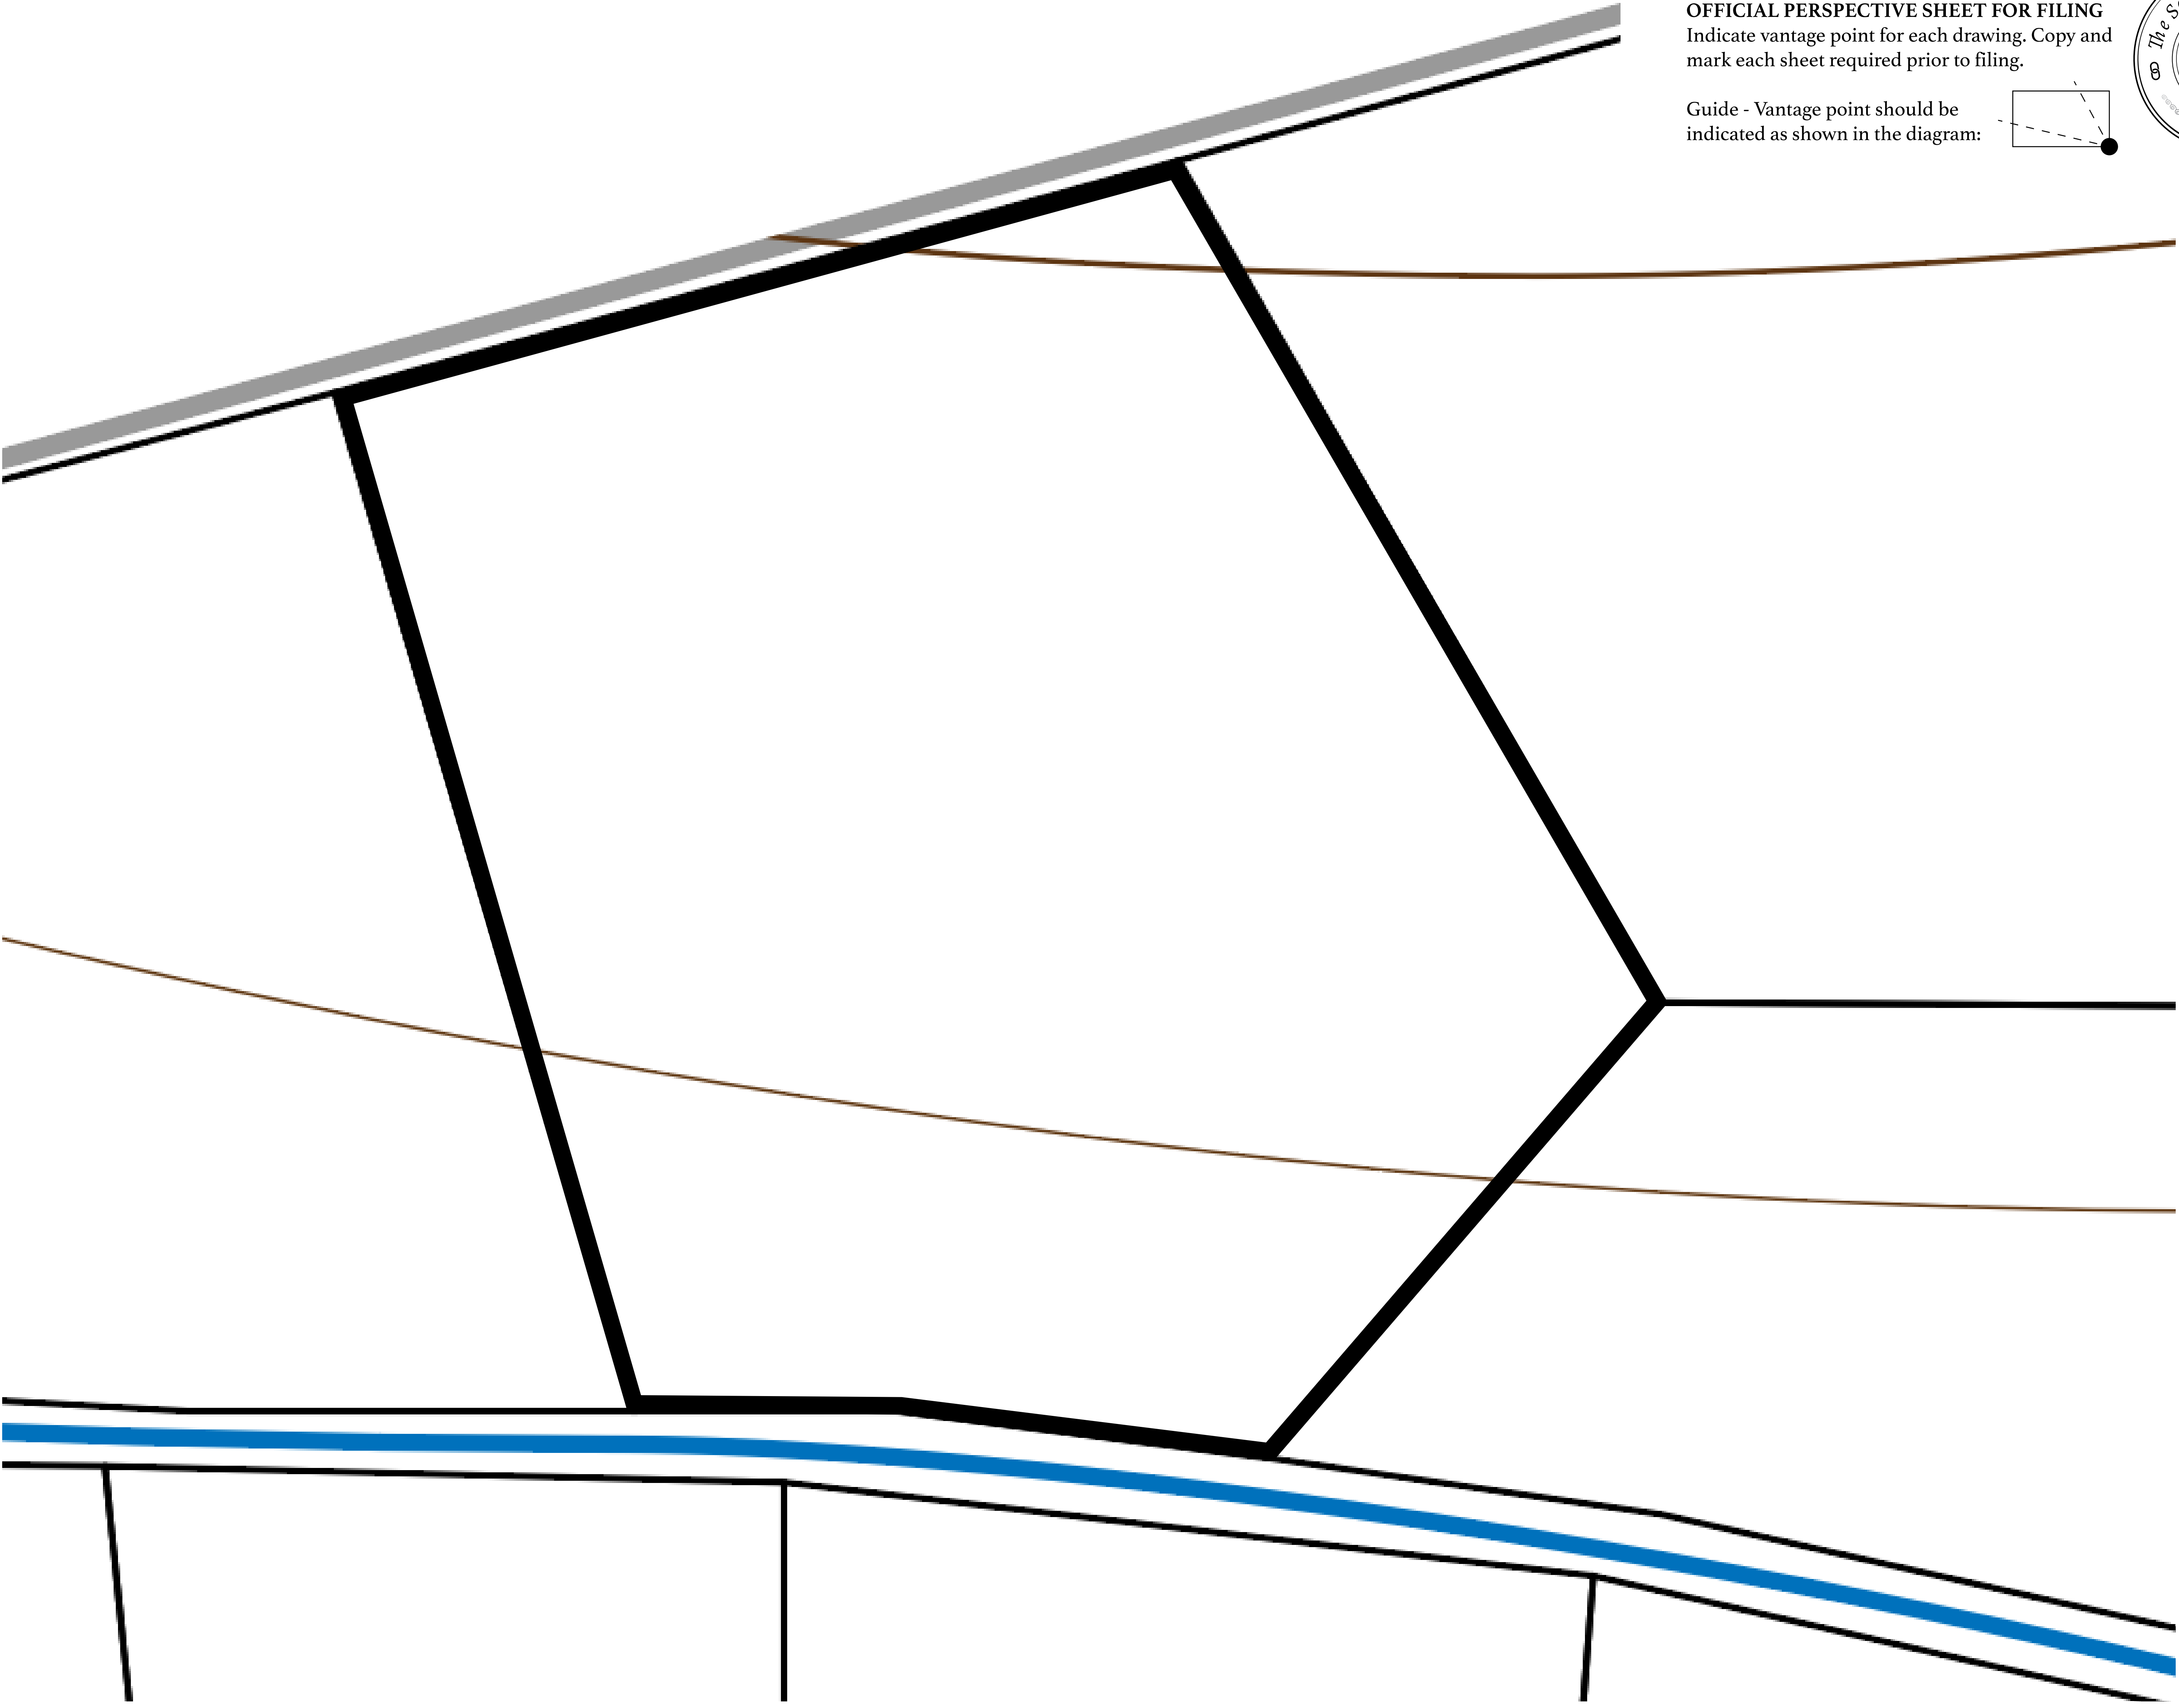 OFFICIAL PERSPECTIVE SHEET FOR FILING
Indicate vantage point for each drawing. Copy and
mark each sheet required prior to filing.
Guide - Vantage point should be
indicated as shown in the diagram:
The